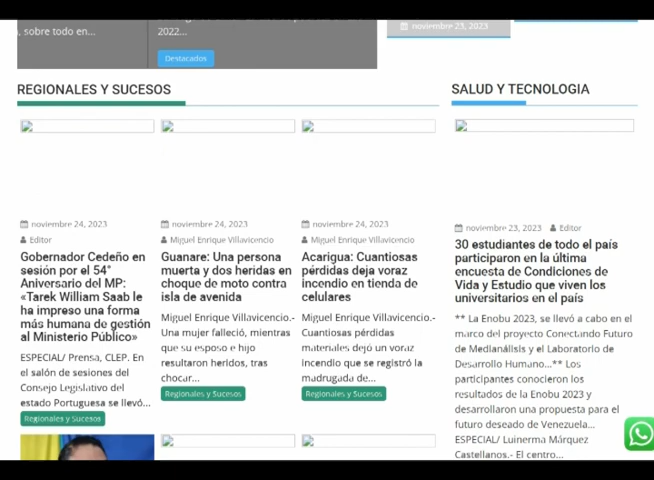 , sobre todo en...
2022...
noviembre 23, 2023
Destacados
REGIONALES Y SUCESOS
SALUD Y TECNOLOGIA
noviembre 24, 2023
Editor
Gobernador Cedeño en
sesión por el 54°
Aniversario del MP:
«Tarek William Saab le
ha impreso una forma
más humana de gestión
al Ministerio Público»
ESPECIAL/ Prensa, CLEP. En
el salón de sesiones del
Consejo Legislativo del
estado Portuguesa se llevó...
Regionales y Sucesos
noviembre 24, 2023
Miguel Enrique Villavicencio
Guanare: Una persona
muerta y dos heridas en
choque de moto contra
isla de avenida
Miguel Enrique Villavicencio.-
Una mujer falleció, mientras
que su esposo e hijo
resultaron heridos, tras
chocar...
Regionales y Sucesos
noviembre 24, 2023
Miguel Enrique Villavicencio
Acarigua: Cuantiosas
pérdidas deja voraz
incendio en tienda de
celulares
Miguel Enrique Villavicencio.-
Cuantiosas pérdidas
materiales dejó un voraz
incendio que se registró la
madrugada de...
Regionales y Sucesos
noviembre 23, 2023 Editor
30 estudiantes de todo el país
participaron en la última
encuesta de Condiciones de
Vida y Estudio que viven los
universitarios en el país
** La Enobu 2023, se llevó a cabo en el
marco del proyecto Conectando Futuro
de Medianálisis y el Laboratorio de
Desarrollo Humano...** Los
participantes conocieron los
resultados de la Enobu 2023 y
desarrollaron una propuesta para el
futuro deseado de Venezuela...
ESPECIAL/ Luinerma Márquez
Castellanos.- El centro...